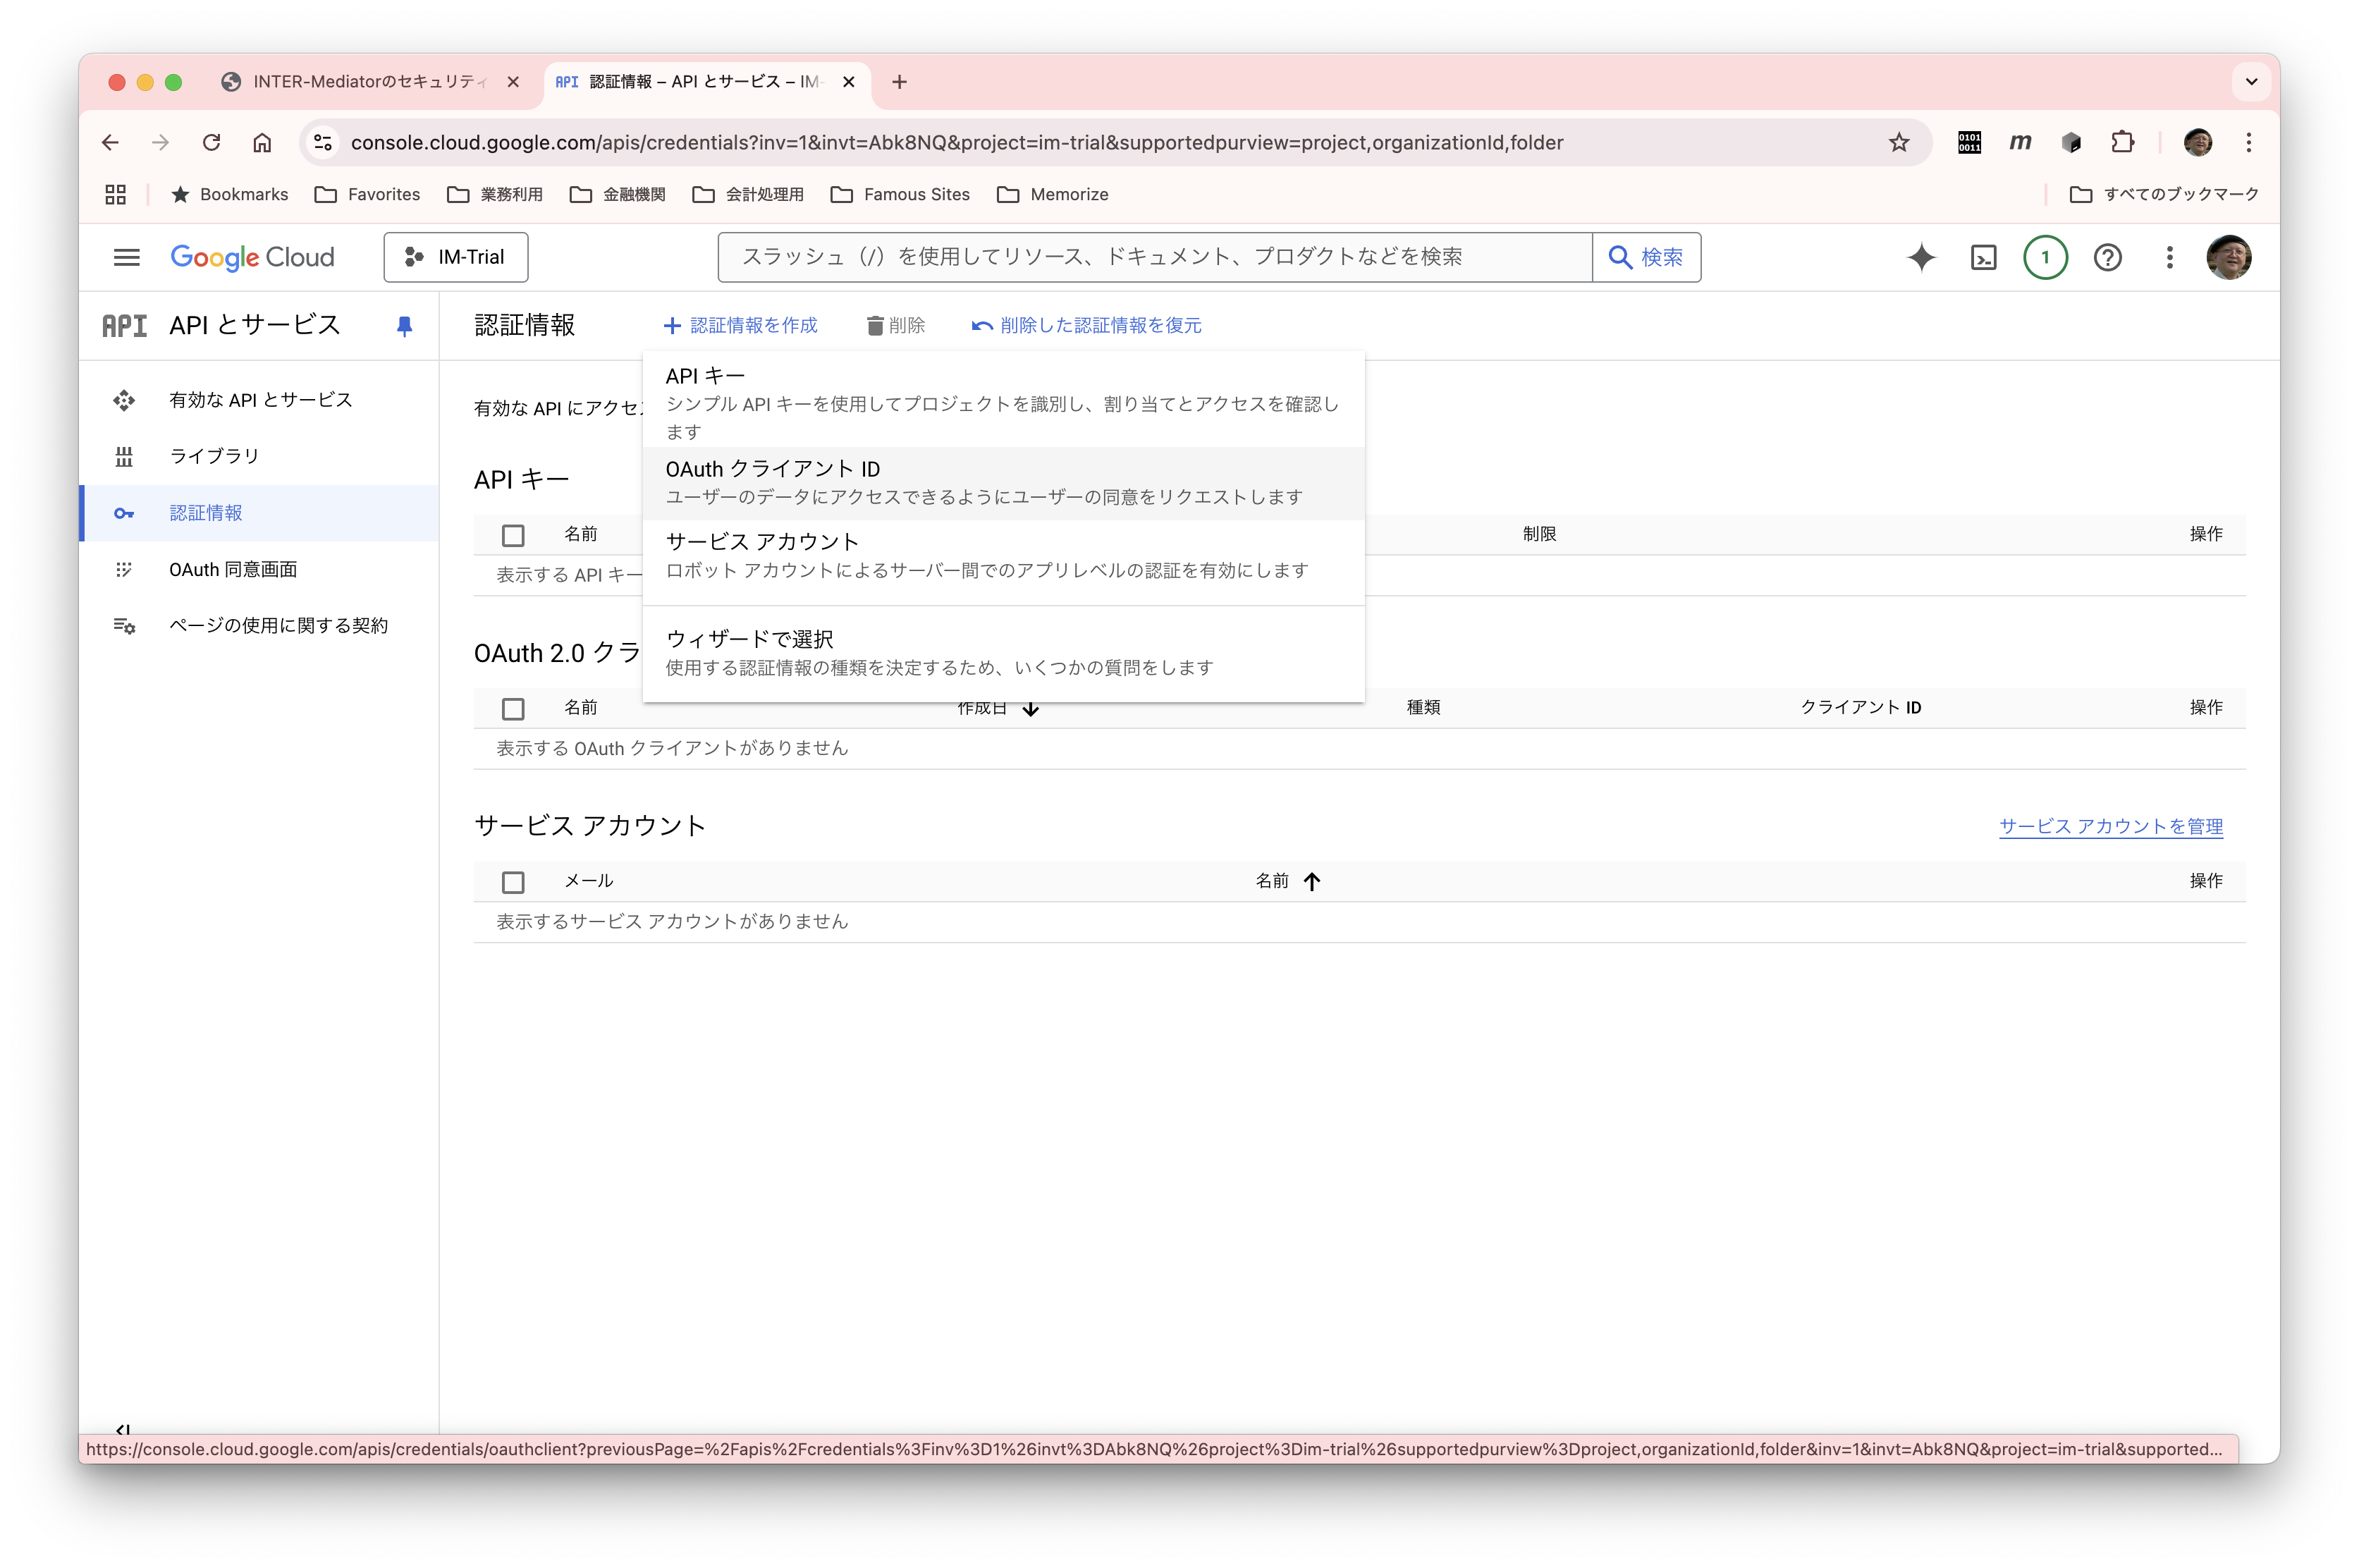 INTER-Mediatorのセキュリティ
API 認証情報 – API とサービス – IM-
console.cloud.google.com/apis/credentials?inv=1&invt=Abk8NQ&project=im-trial&supportedpurview=project,organizationId,folder
0101
0011
m
Bookmarks
Favorites
業務利用
金融機関
会計処理用
Famous Sites
Memorize
すべてのブックマーク
Google Cloud
IM-Trial
スラッシュ（/）を使用してリソース、ドキュメント、プロダクトなどを検索
検索
1
API API とサービス
認証情報
認証情報を作成
削除
削除した認証情報を復元
有効な API とサービス
ライブラリ
認証情報
OAuth 同意画面
ページの使用に関する契約
有効な API にアクセ
API キー
シンプル API キーを使用してプロジェクトを識別し、割り当てとアクセスを確認し
ます
OAuth クライアント ID
ユーザーのデータにアクセスできるようにユーザーの同意をリクエストします
サービス アカウント
ロボット アカウントによるサーバー間でのアプリレベルの認証を有効にします
ウィザードで選択
使用する認証情報の種類を決定するため、いくつかの質問をします
API キー
名前
制限
操作
表示する API キー
OAuth 2.0 クラ
名前
作成日
種類
クライアント ID
操作
表示する OAuth クライアントがありません
サービス アカウント
サービス アカウントを管理
メール
名前
操作
表示するサービス アカウントがありません
https://console.cloud.google.com/apis/credentials/oauthclient?previousPage=%2Fapis%2Fcredentials%3Finv%3D1%26invt%3DAbk8NQ%26project%3Dim-trial%26supportedpurview%3Dproject,organizationId,folder&inv=1&invt=Abk8NQ&project=im-trial&supported...